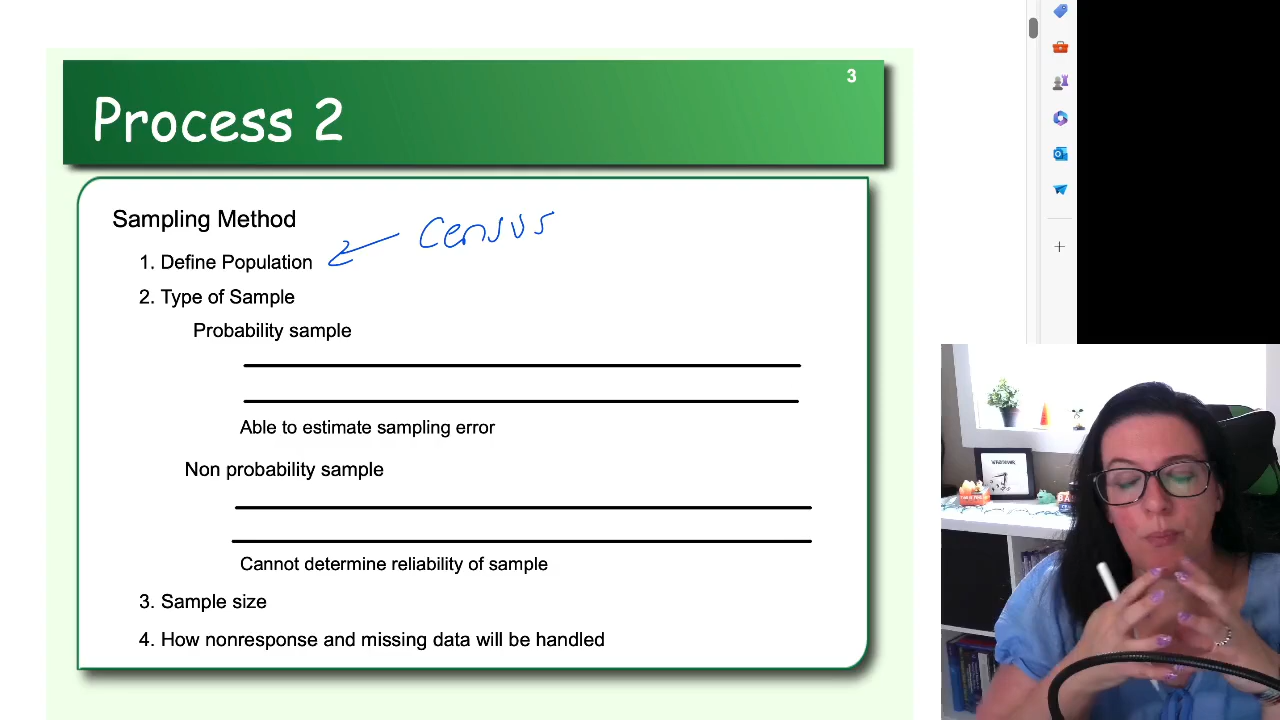 3
Process 2
Sampling Method
Census
1. Define Population
2. Type of Sample
Probability sample
Able to estimate sampling error
Non probability sample
Cannot determine reliability of sample
3. Sample size
4. How nonresponse and missing data will be handled